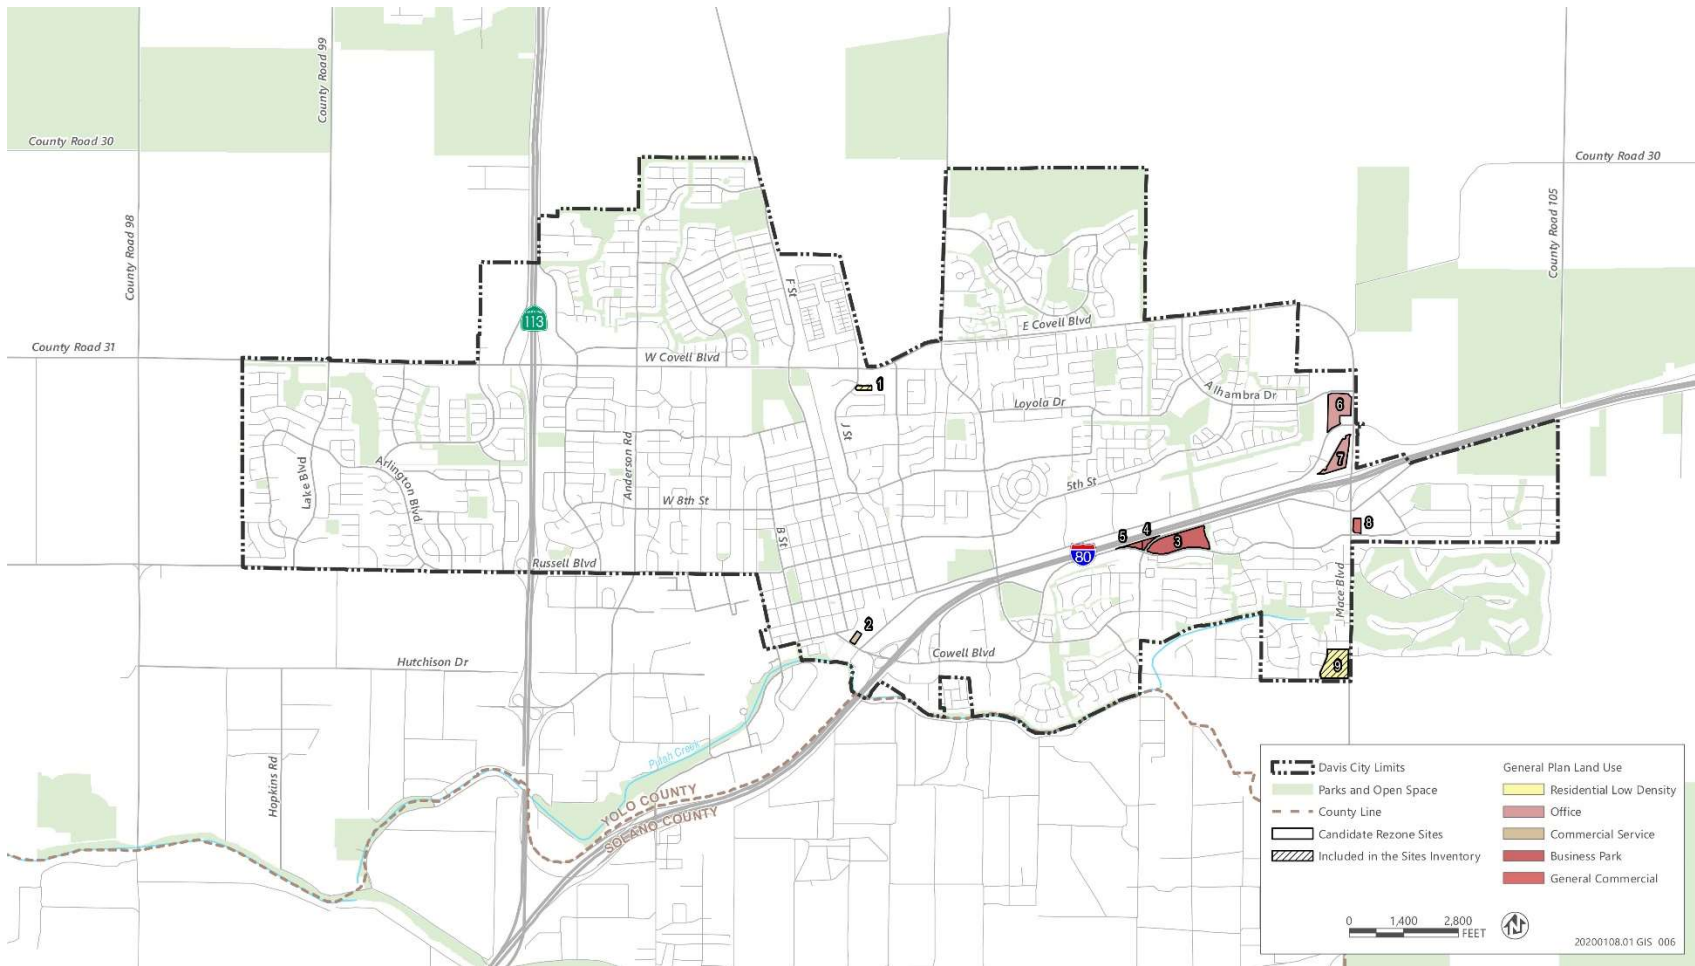 County Road 99
County Road 30
County Road 30
County Road 98
County Road 105
113
F St
E Covell Blvd
County Road 31
W Covell Blvd
1
Alhambra Dr
6
Loyola Dr
J St
Anderson Rd
Lake Blvd
Arlington Blvd
7
5th St
W 8th St
8
B St
5
4
3
80
Russell Blvd
Mace Blvd
2
Cowell Blvd
Hutchison Dr
9
Putah Creek
Hopkins Rd
YOLO COUNTY
SOLANO COUNTY
Davis City Limits
Parks and Open Space
County Line
Candidate Rezone Sites
Included in the Sites Inventory
General Plan Land Use
Residential Low Density
Office
Commercial Service
Business Park
General Commercial
0 1,400 2,800
FEET
20200108.01 GIS 006